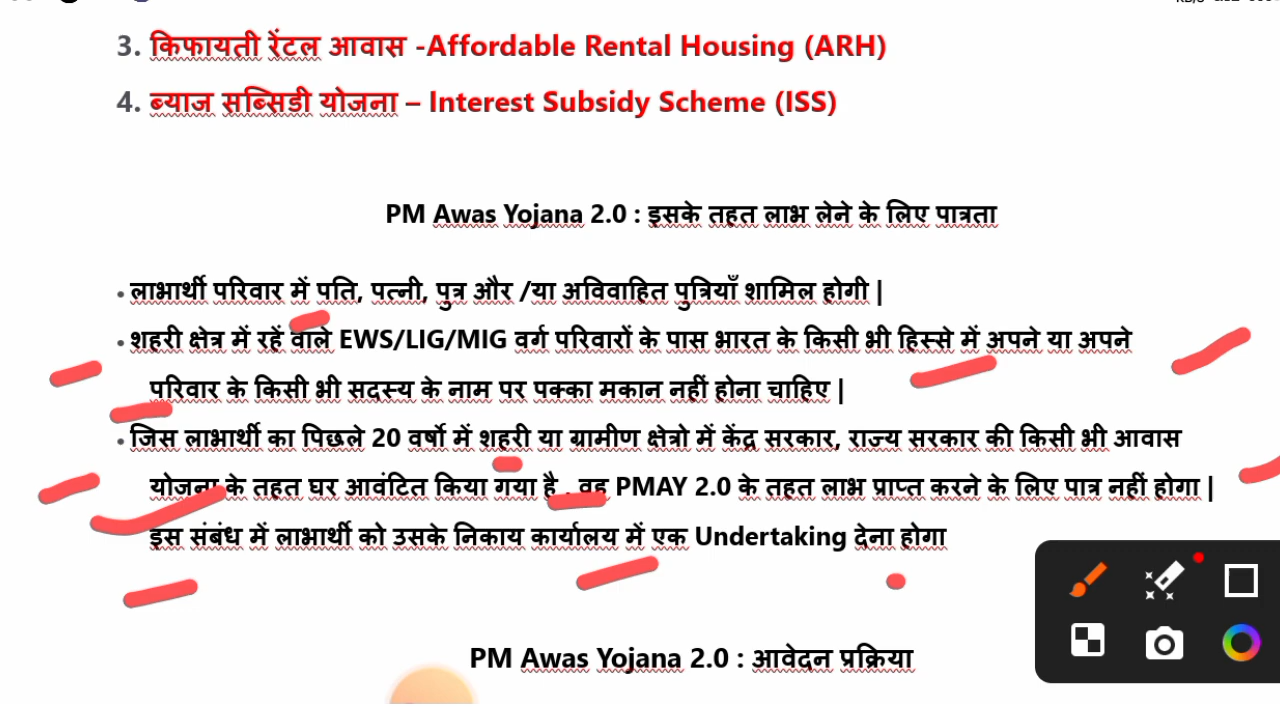 3. किफायती रेंटल आवास -Affordable Rental Housing (ARH)
4. ब्याज सब्सिडी योजना – Interest Subsidy Scheme (ISS)
PM Awas Yojana 2.0 : इसके तहत लाभ लेने के लिए पात्रता
• लाभार्थी परिवार में पति, पत्नी, पुत्र और /या अविवाहित पुत्रियाँ शामिल होगी |
• शहरी क्षेत्र में रहें वाले EWS/LIG/MIG वर्ग परिवारों के पास भारत के किसी भी हिस्से में अपने या अपने
परिवार के किसी भी सदस्य के नाम पर पक्का मकान नहीं होना चाहिए |
• जिस लाभार्थी का पिछले 20 वर्षो में शहरी या ग्रामीण क्षेत्रो में केंद्र सरकार, राज्य सरकार की किसी भी आवास
योजना के तहत घर आवंटित किया गया है , वह PMAY 2.0 के तहत लाभ प्राप्त करने के लिए पात्र नहीं होगा |
इस संबंध में लाभार्थी को उसके निकाय कार्यालय में एक Undertaking देना होगा
PM Awas Yojana 2.0 : आवेदन प्रक्रिया